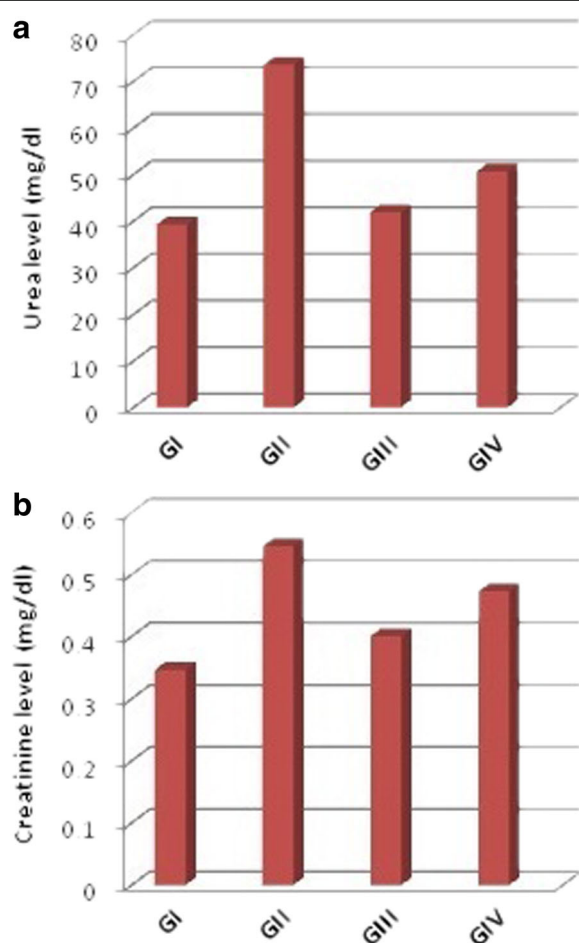 a
Urea level (mg/dl
80
70
60
50
40
30
20
10
0
GI
GII
GIII
GIV
b
Creatinine level (mg/dl)
0 6
0 5
0 4
0 3
0 2
0 1
0
GI
GII
GIII
GIV